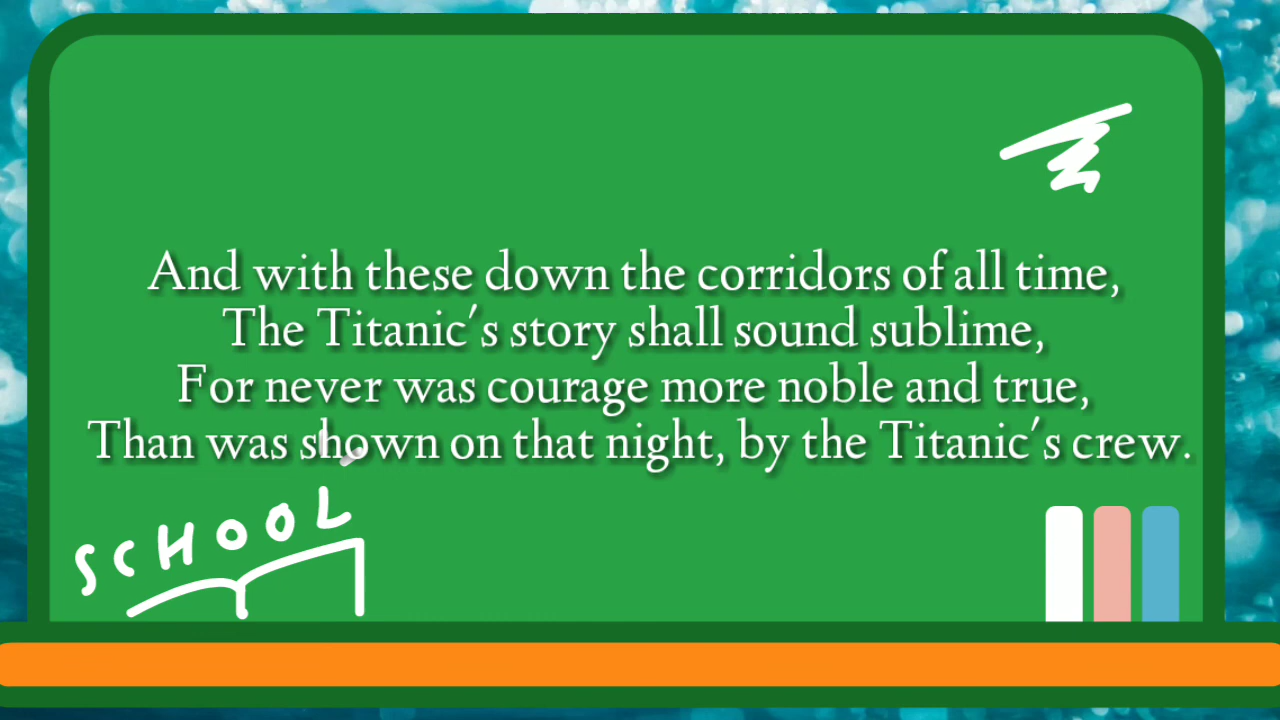 And with these down the corridors of all time,
The Titanic's story shall sound sublime,
For never was courage more noble and true,
Than was shown on that night, by the Titanic's crew.
SCHOOL